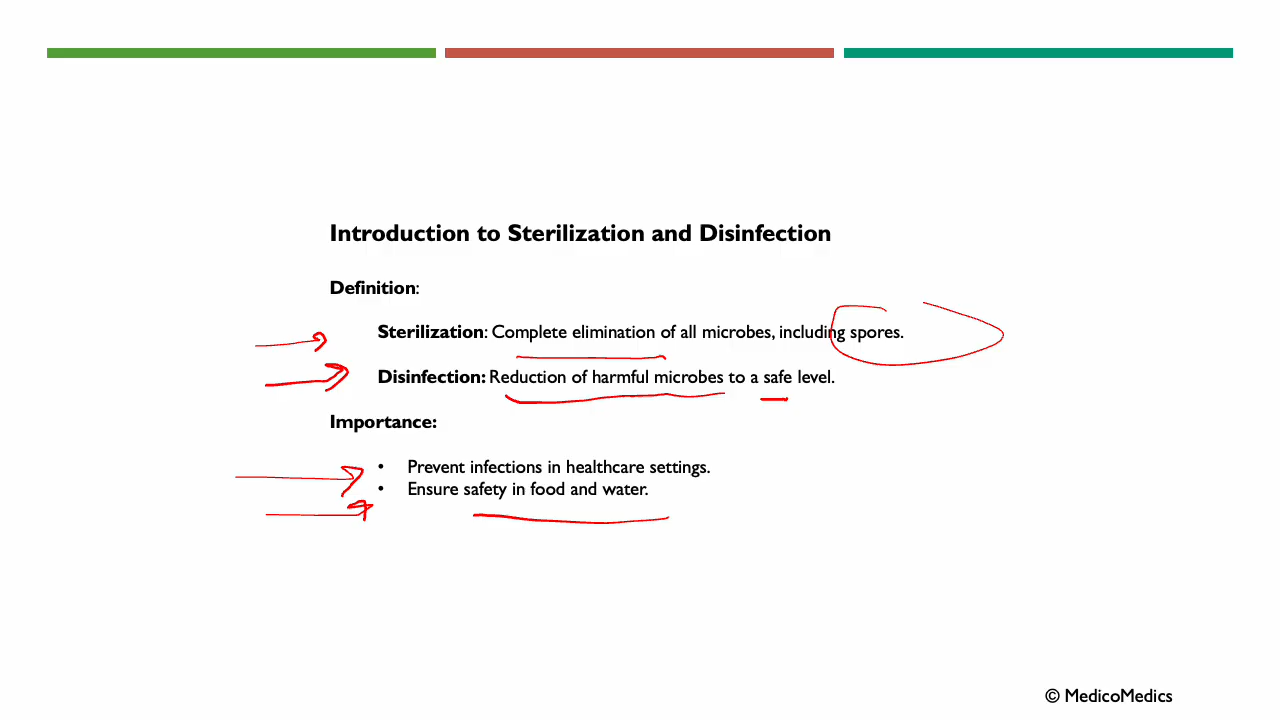 Introduction to Sterilization and Disinfection
Definition:
Sterilization: Complete elimination of all microbes, including spores.
Disinfection: Reduction of harmful microbes to a safe level.
Importance:
• Prevent infections in healthcare settings.
• Ensure safety in food and water.
© MedicoMedics